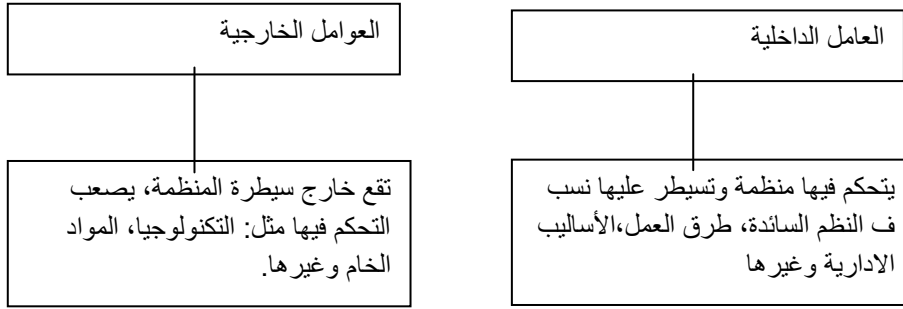 العامل الداخلية
يتحكم فيها منظمة وتسيطر عليها نسب
ف النظم السائدة، طرق العمل،الأساليب
الادارية وغيرها
العوامل الخارجية
تقع خارج سيطرة المنظمة، يصعب
التحكم فيها مثل: التكنولوجيا، المواد
الخام وغيرها.